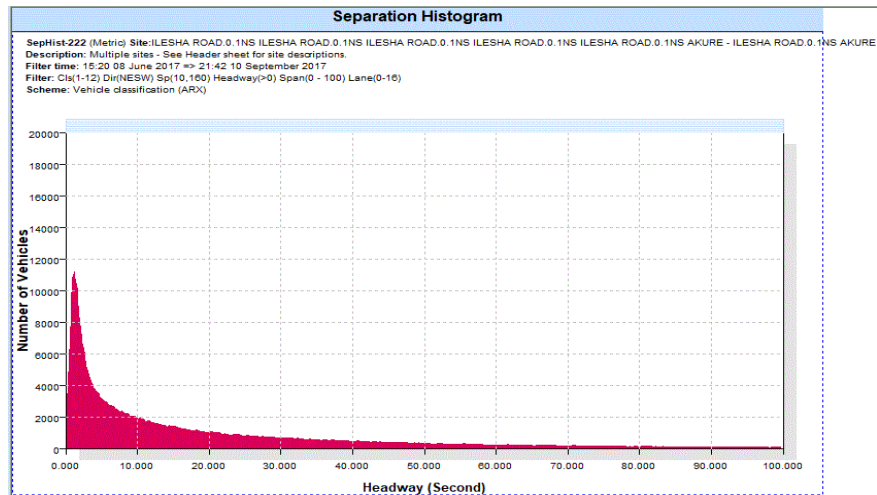 Separation Histogram
SepHist-222 (Metric) Site:ILESHA ROAD.0.1NS ILESHA ROAD.0.1NS ILESHA ROAD.0.1NS ILESHA ROAD.0.1NS ILESHA ROAD.0.1NS AKURE - ILESHA ROAD.0.1NS AKURE
Description: Multiple sites - See Header sheet for site descriptions.
Filter time: 15:20 08 June 2017 => 21:42 10 September 2017
Filter: Cls(1-12) Dir(NESW) Sp(10,160) Headway(>0) Span(0 - 100) Lane(0-16)
Scheme: Vehicle classification (ARX)
20000
18000
16000
14000
12000
10000
8000
6000
4000
2000
0
Number of Vehicles
0.000 10.000 20.000 30.000 40.000 50.000 60.000 70.000 80.000 90.000 100.000
Headway (Second)